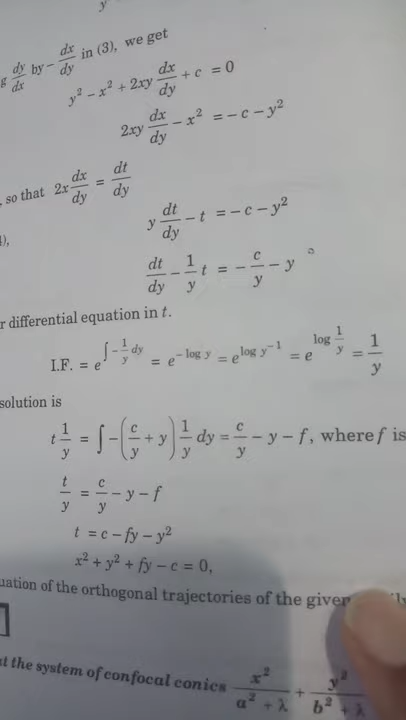 y
dy/dx by – dx/dy in (3), we get
y² – x² + 2xy dx/dy + c = 0
2xy dx/dy – x² = – c – y²
, so that 2x dx/dy = dt/dy
),
y dt/dy – t = – c – y²
dt/dy – 1/y t = – c/y – y
r differential equation in t.
I.F. = e^(∫ – 1/y dy) = e^(– log y) = e^(log y^–1) = e^(log 1/y) = 1/y
solution is
t 1/y = ∫ – (c/y + y) 1/y dy = c/y – y – f, where f is
t/y = c/y – y – f
t = c – fy – y²
x² + y² + fy – c = 0,
uation of the orthogonal trajectories of the given
t the system of confocal conics x²/(a² + λ) + y²/(b² + λ)